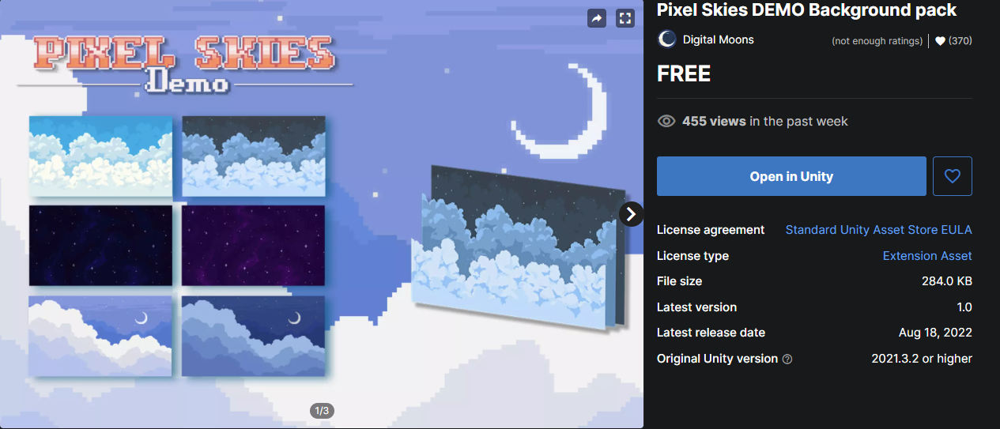 PIXEL SKIES
Demo
1/3
Pixel Skies DEMO Background pack
Digital Moons
(not enough ratings)
(370)
FREE
455 views in the past week
Open in Unity
License agreement
Standard Unity Asset Store EULA
License type
Extension Asset
File size
284.0 KB
Latest version
1.0
Latest release date
Aug 18, 2022
Original Unity version
2021.3.2 or higher